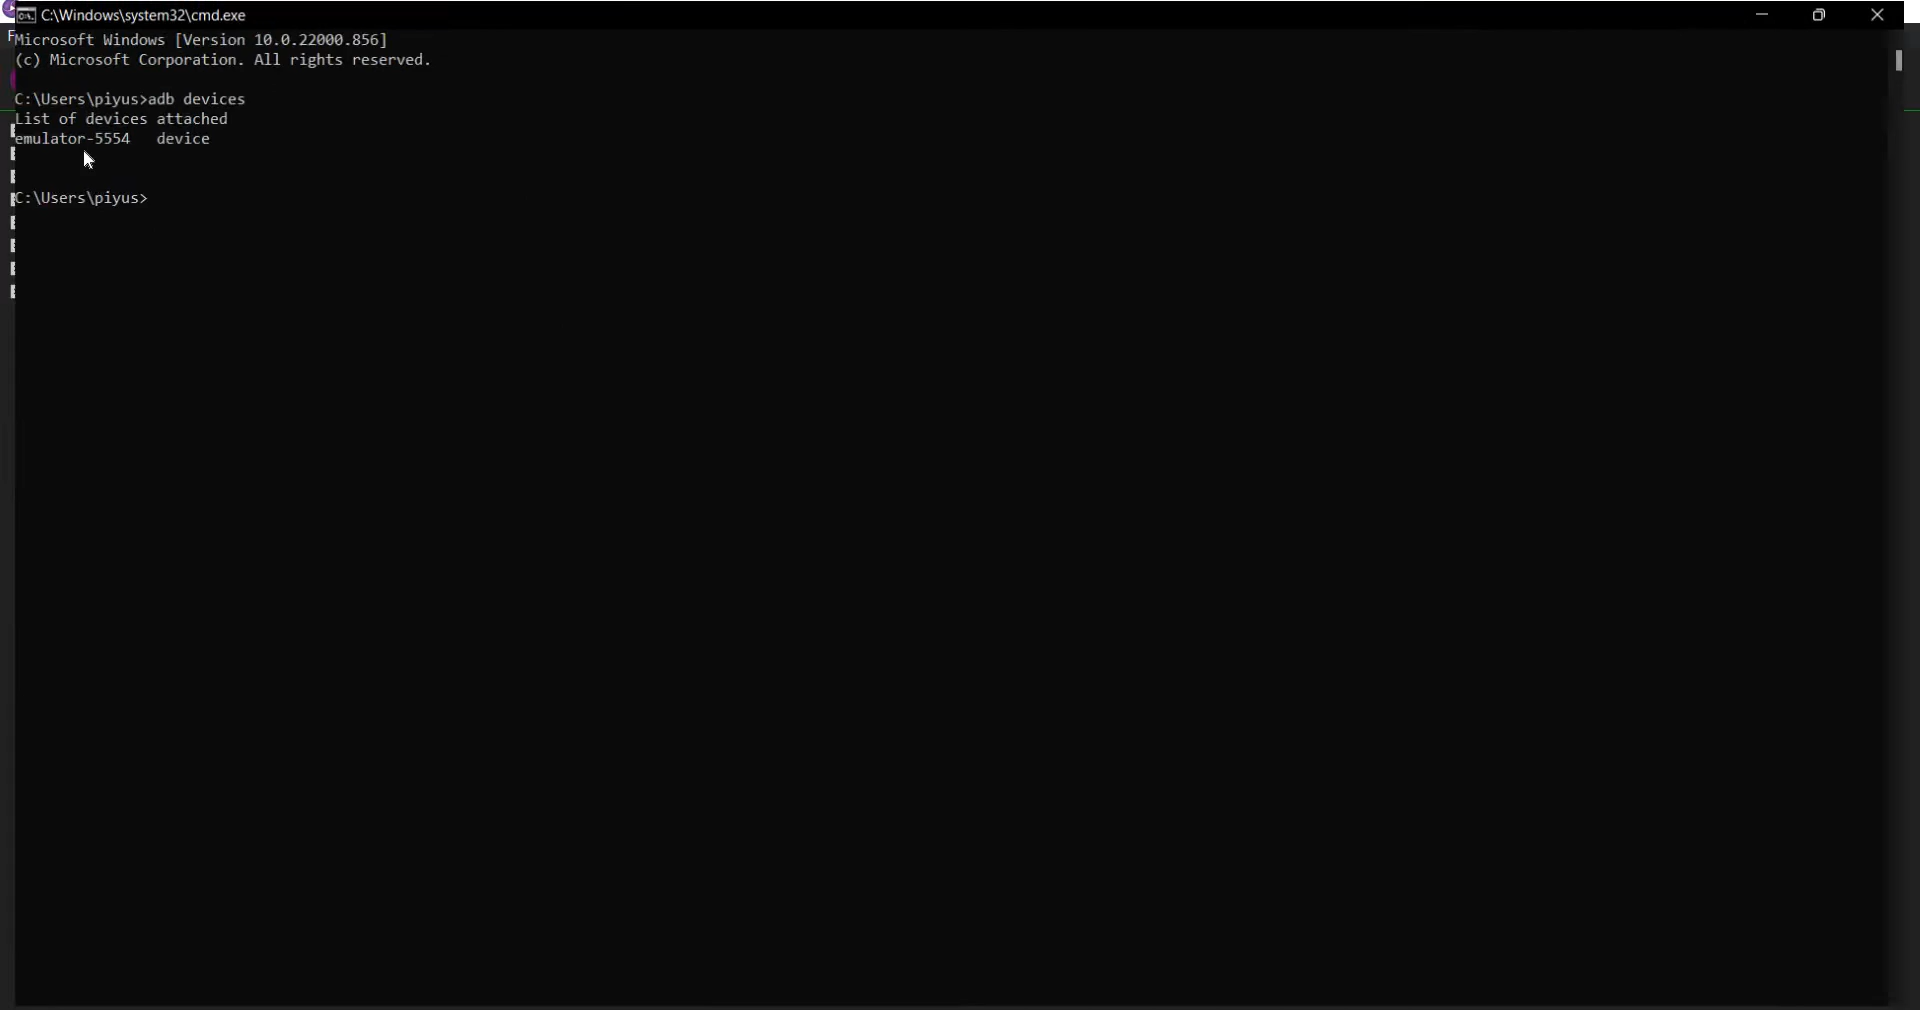 C:\Windows\system32\cmd.exe
Microsoft Windows [Version 10.0.22000.856]
(c) Microsoft Corporation. All rights reserved.
C:\Users\piyus>adb devices
List of devices attached
emulator-5554   device
C:\Users\piyus>